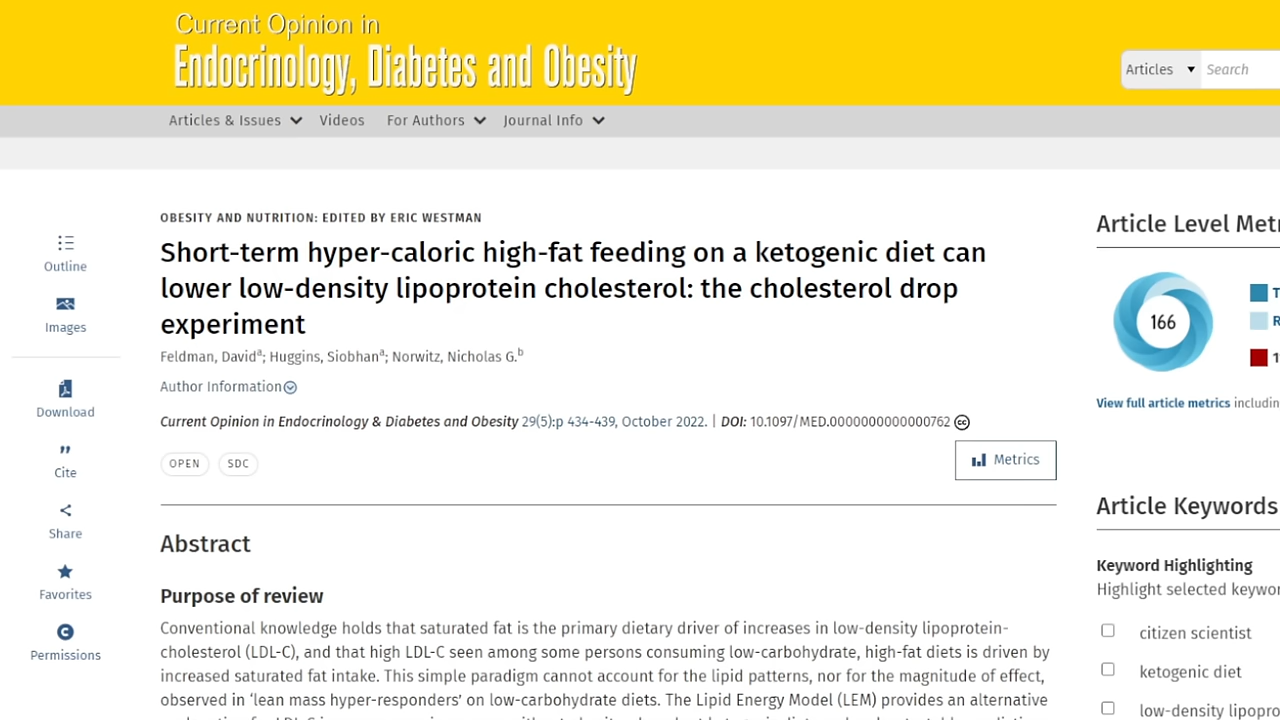 Current Opinion in
Endocrinology, Diabetes and Obesity
Articles
Search
Articles & Issues
Videos
For Authors
Journal Info
Outline
Images
Download
Cite
Share
Favorites
Permissions
OBESITY AND NUTRITION: EDITED BY ERIC WESTMAN
Short-term hyper-caloric high-fat feeding on a ketogenic diet can
lower low-density lipoprotein cholesterol: the cholesterol drop
experiment
Feldman, Davidª; Huggins, Siobhanª; Norwitz, Nicholas G.ᵇ
Author Information
Current Opinion in Endocrinology & Diabetes and Obesity 29(5):p 434-439, October 2022. | DOI: 10.1097/MED.0000000000000762
OPEN
SDC
Metrics
Abstract
Purpose of review
Conventional knowledge holds that saturated fat is the primary dietary driver of increases in low-density lipoprotein-
cholesterol (LDL-C), and that high LDL-C seen among some persons consuming low-carbohydrate, high-fat diets is driven by
increased saturated fat intake. This simple paradigm cannot account for the lipid patterns, nor for the magnitude of effect,
observed in ‘lean mass hyper-responders’ on low-carbohydrate diets. The Lipid Energy Model (LEM) provides an alternative
Article Level Metr
166
T
R
1
View full article metrics includin
Article Keywords
Keyword Highlighting
Highlight selected keywor
citizen scientist
ketogenic diet
low-density lipopro